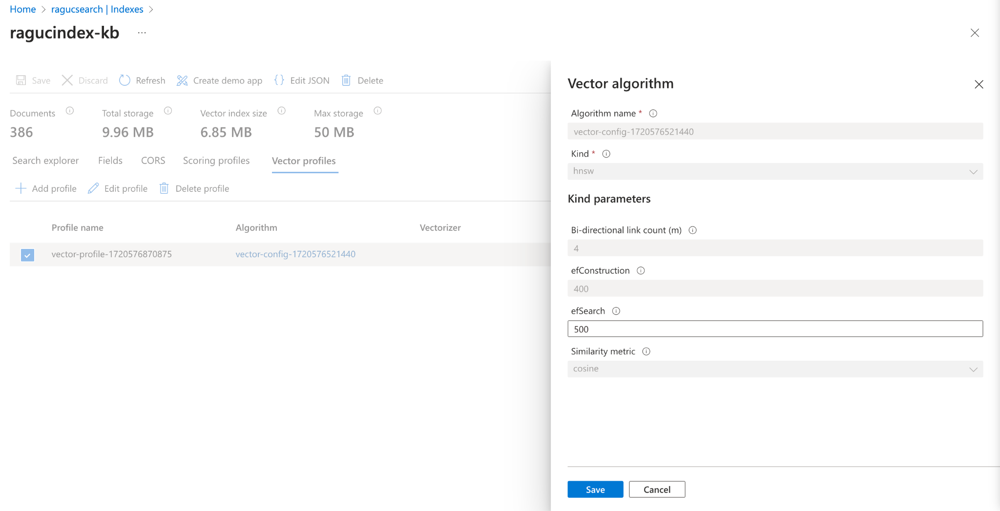 Home > ragucsearch | Indexes >
ragucindex-kb ...
Save Discard Refresh Create demo app {} Edit JSON Delete
Documents Total storage Vector index size Max storage
386 9.96 MB 6.85 MB 50 MB
Search explorer Fields CORS Scoring profiles Vector profiles
+ Add profile Edit profile Delete profile
Profile name Algorithm Vectorizer
vector-profile-1720576870875 vector-config-1720576521440
Vector algorithm
Algorithm name *
vector-config-1720576521440
Kind *
hnsw
Kind parameters
Bi-directional link count (m)
4
efConstruction
400
efSearch
500
Similarity metric
cosine
Save Cancel